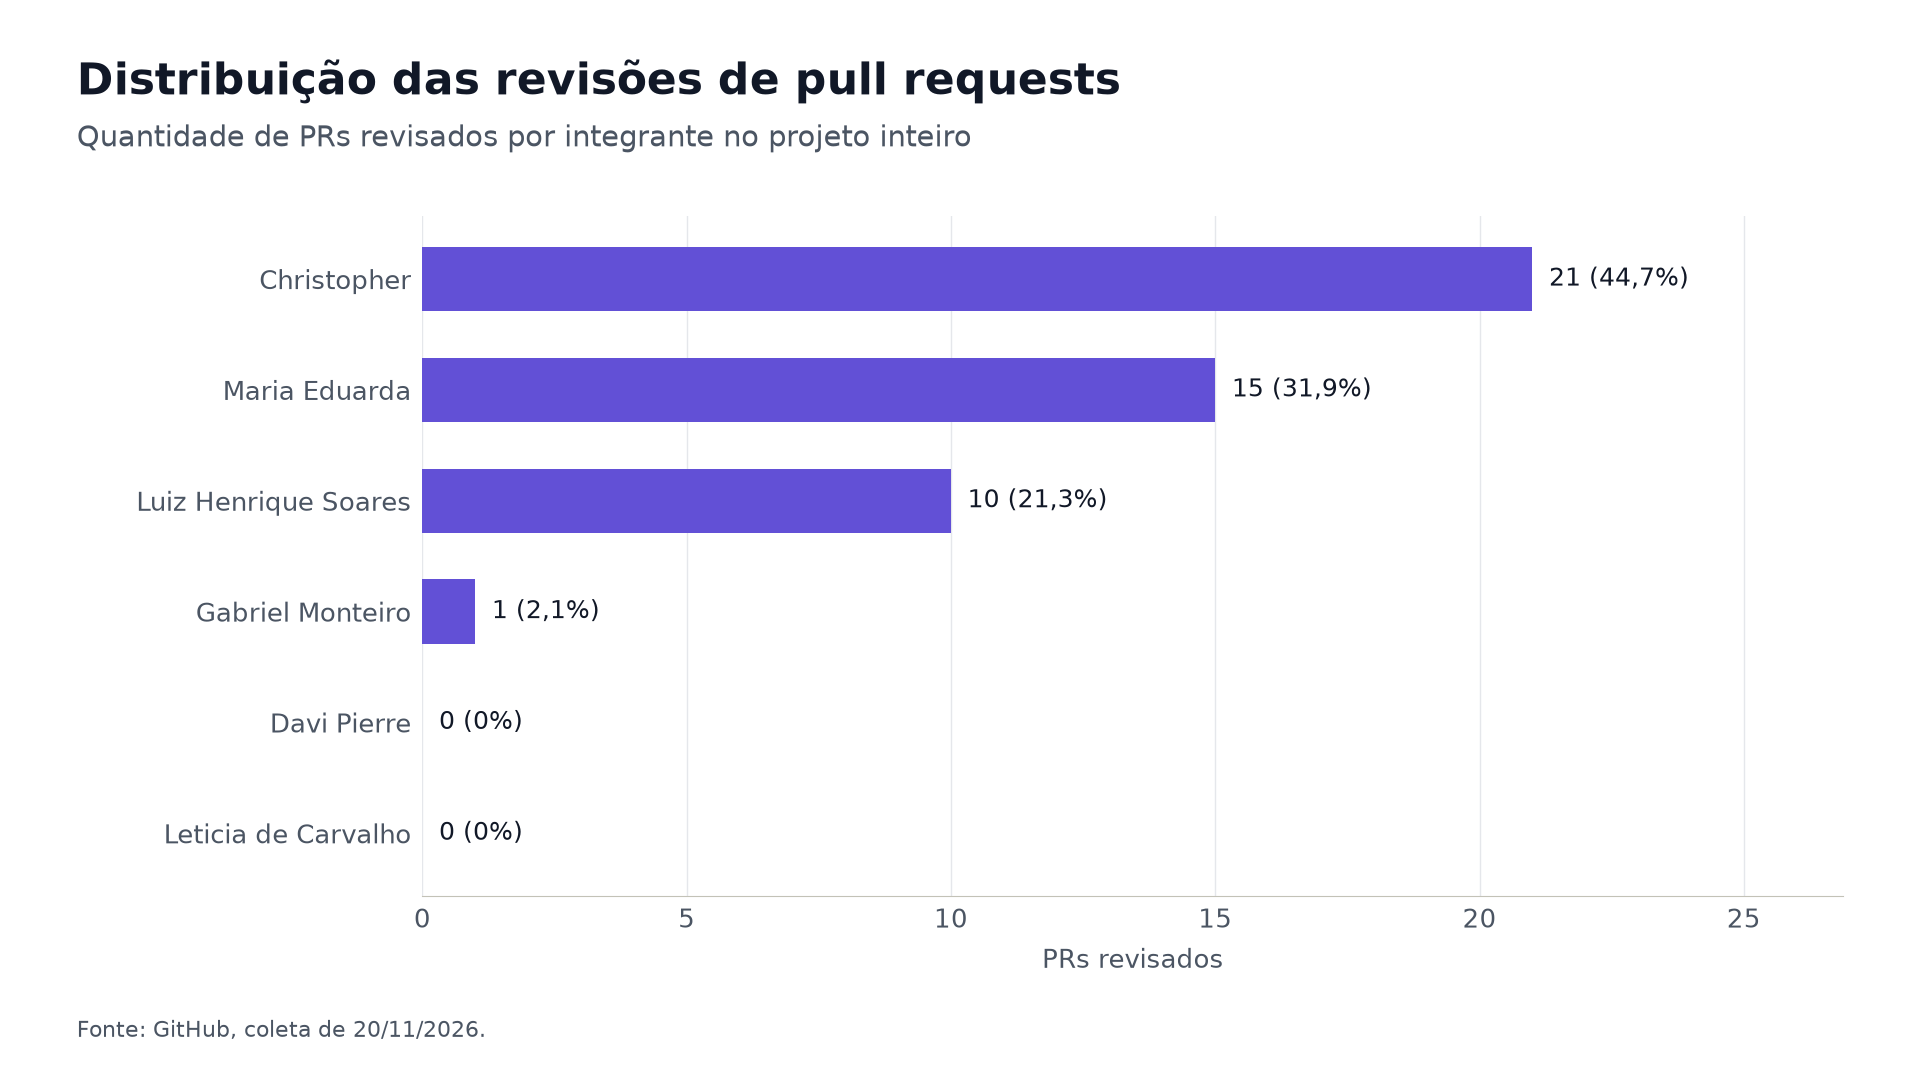 Distribuição das revisões de pull requests
Quantidade de PRs revisados por integrante no projeto inteiro
Christopher 21 (44,7%)
Maria Eduarda 15 (31,9%)
Luiz Henrique Soares 10 (21,3%)
Gabriel Monteiro 1 (2,1%)
Davi Pierre 0 (0%)
Leticia de Carvalho 0 (0%)
0 5 10 15 20 25
PRs revisados
Fonte: GitHub, coleta de 20/11/2026.